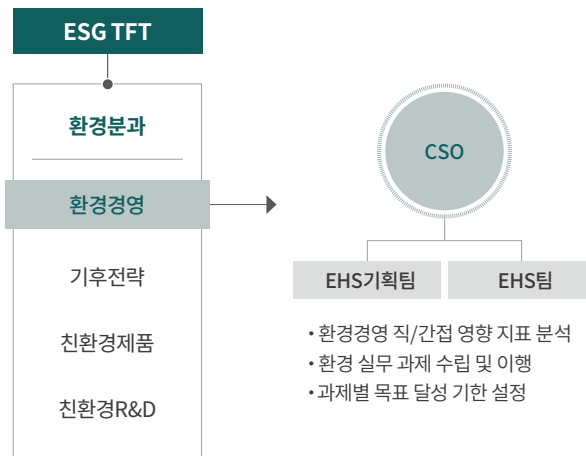 ESG TFT
환경분과
환경경영
기후전략
친환경제품
친환경R&D
CSO
EHS기획팀
EHS팀
• 환경경영 직/간접 영향 지표 분석
• 환경 실무 과제 수립 및 이행
• 과제별 목표 달성 기한 설정